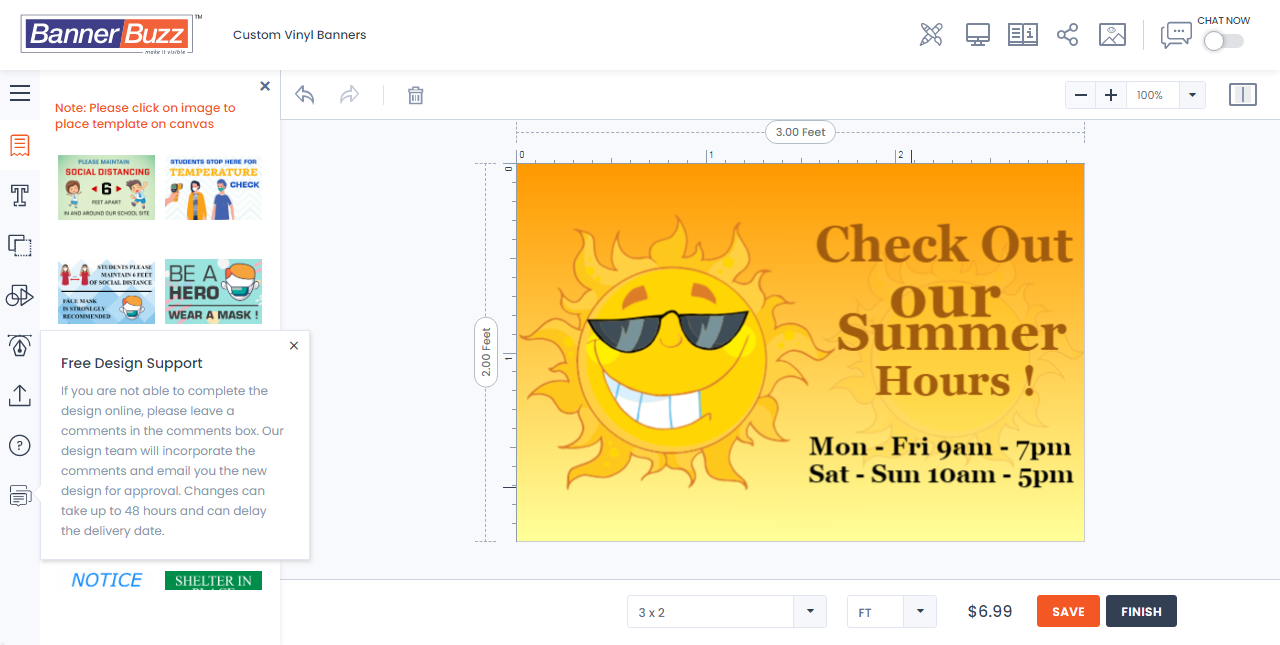 BannerBuzz™
make it visible
Custom Vinyl Banners
CHAT NOW
Note: Please click on image to
place template on canvas
100%
PLEASE MAINTAIN
SOCIAL DISTANCING
6
FEET APART
IN AND AROUND OUR SCHOOL SITE
STUDENTS STOP HERE FOR
TEMPERATURE
CHECK
STUDENTS PLEASE
MAINTAIN 6 FEET
OF SOCIAL DISTANCE
FACE MASK
IS STRONLGLY
RECOMMENDED
BE A
HERO
WEAR A MASK !
Free Design Support
If you are not able to complete the
design online, please leave a
comments in the comments box. Our
design team will incorporate the
comments and email you the new
design for approval. Changes can
take up to 48 hours and can delay
the delivery date.
NOTICE
SHELTER IN
PLACE
3.00 Feet
0
1
2
0
1
2.00 Feet
Check Out
our
Summer
Hours !
Mon - Fri 9am - 7pm
Sat - Sun 10am - 5pm
3 x 2
FT
$6.99
SAVE
FINISH